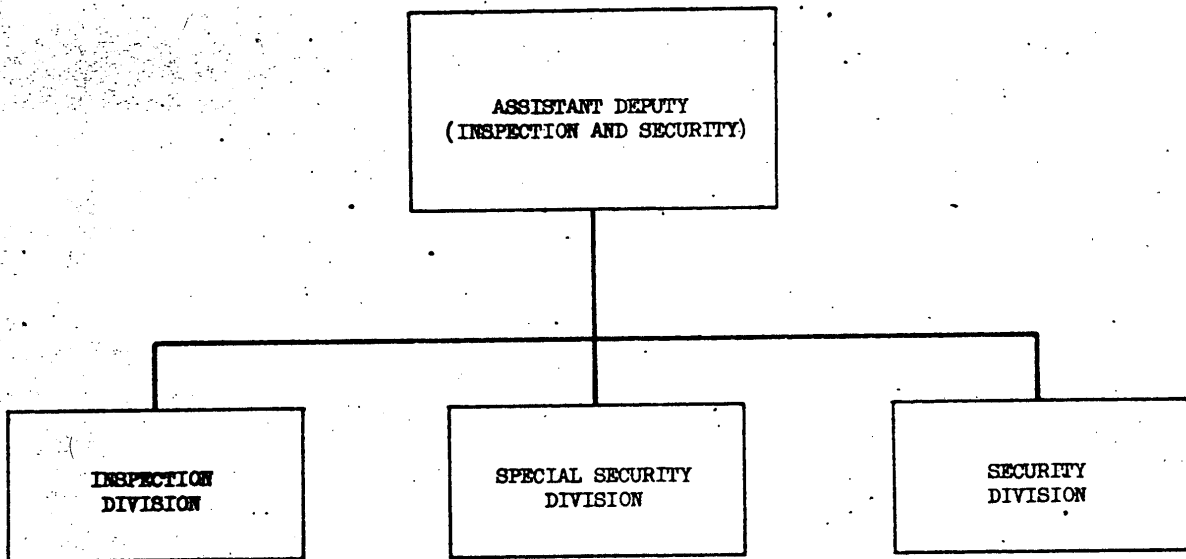 ASSISTANT DEPUTY
(INSPECTION AND SECURITY)
INSPECTION
DIVISION
SPECIAL SECURITY
DIVISION
SECURITY
DIVISION